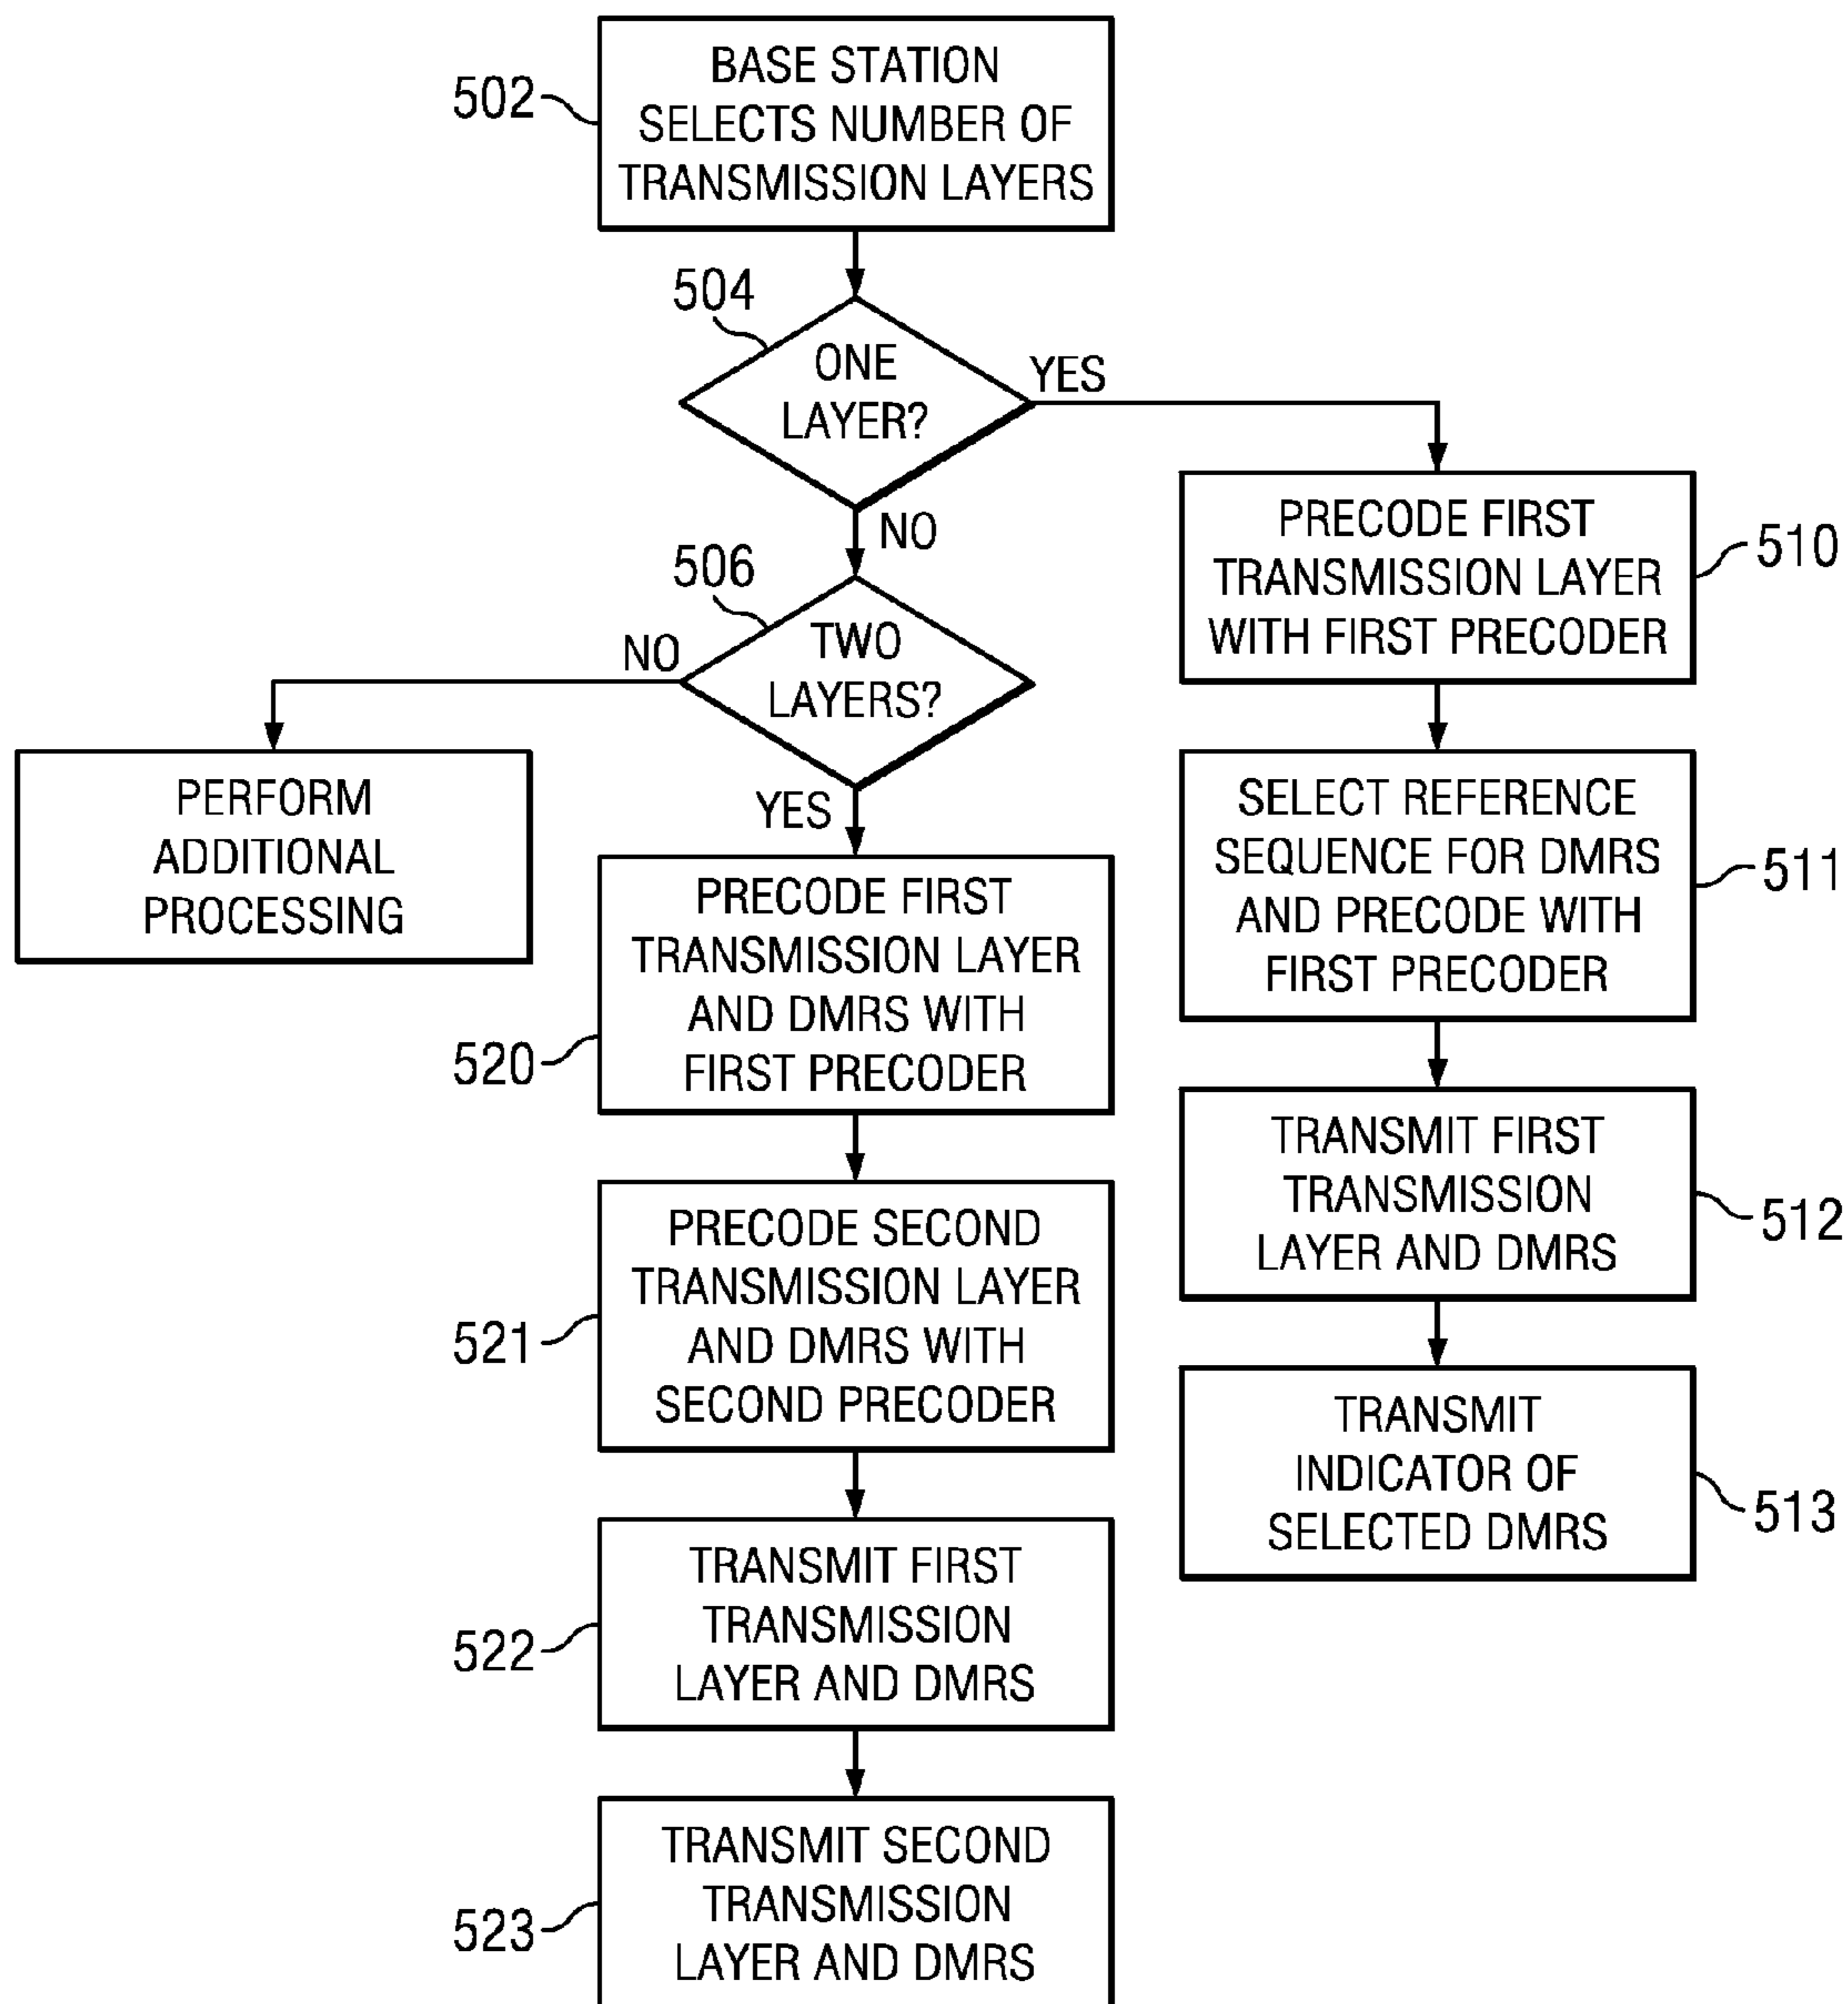 BASE STATION
SELECTS NUMBER OF
TRANSMISSION LAYERS
502
504
ONE
LAYER?
YES
NO
506
TWO
LAYERS?
NO
YES
PERFORM
ADDITIONAL
PROCESSING
PRECODE FIRST
TRANSMISSION LAYER
AND DMRS WITH
FIRST PRECODER
520
PRECODE SECOND
TRANSMISSION LAYER
AND DMRS WITH
SECOND PRECODER
521
TRANSMIT FIRST
TRANSMISSION
LAYER AND DMRS
522
TRANSMIT SECOND
TRANSMISSION
LAYER AND DMRS
523
PRECODE FIRST
TRANSMISSION LAYER
WITH FIRST PRECODER
510
SELECT REFERENCE
SEQUENCE FOR DMRS
AND PRECODE WITH
FIRST PRECODER
511
TRANSMIT FIRST
TRANSMISSION
LAYER AND DMRS
512
TRANSMIT
INDICATOR OF
SELECTED DMRS
513